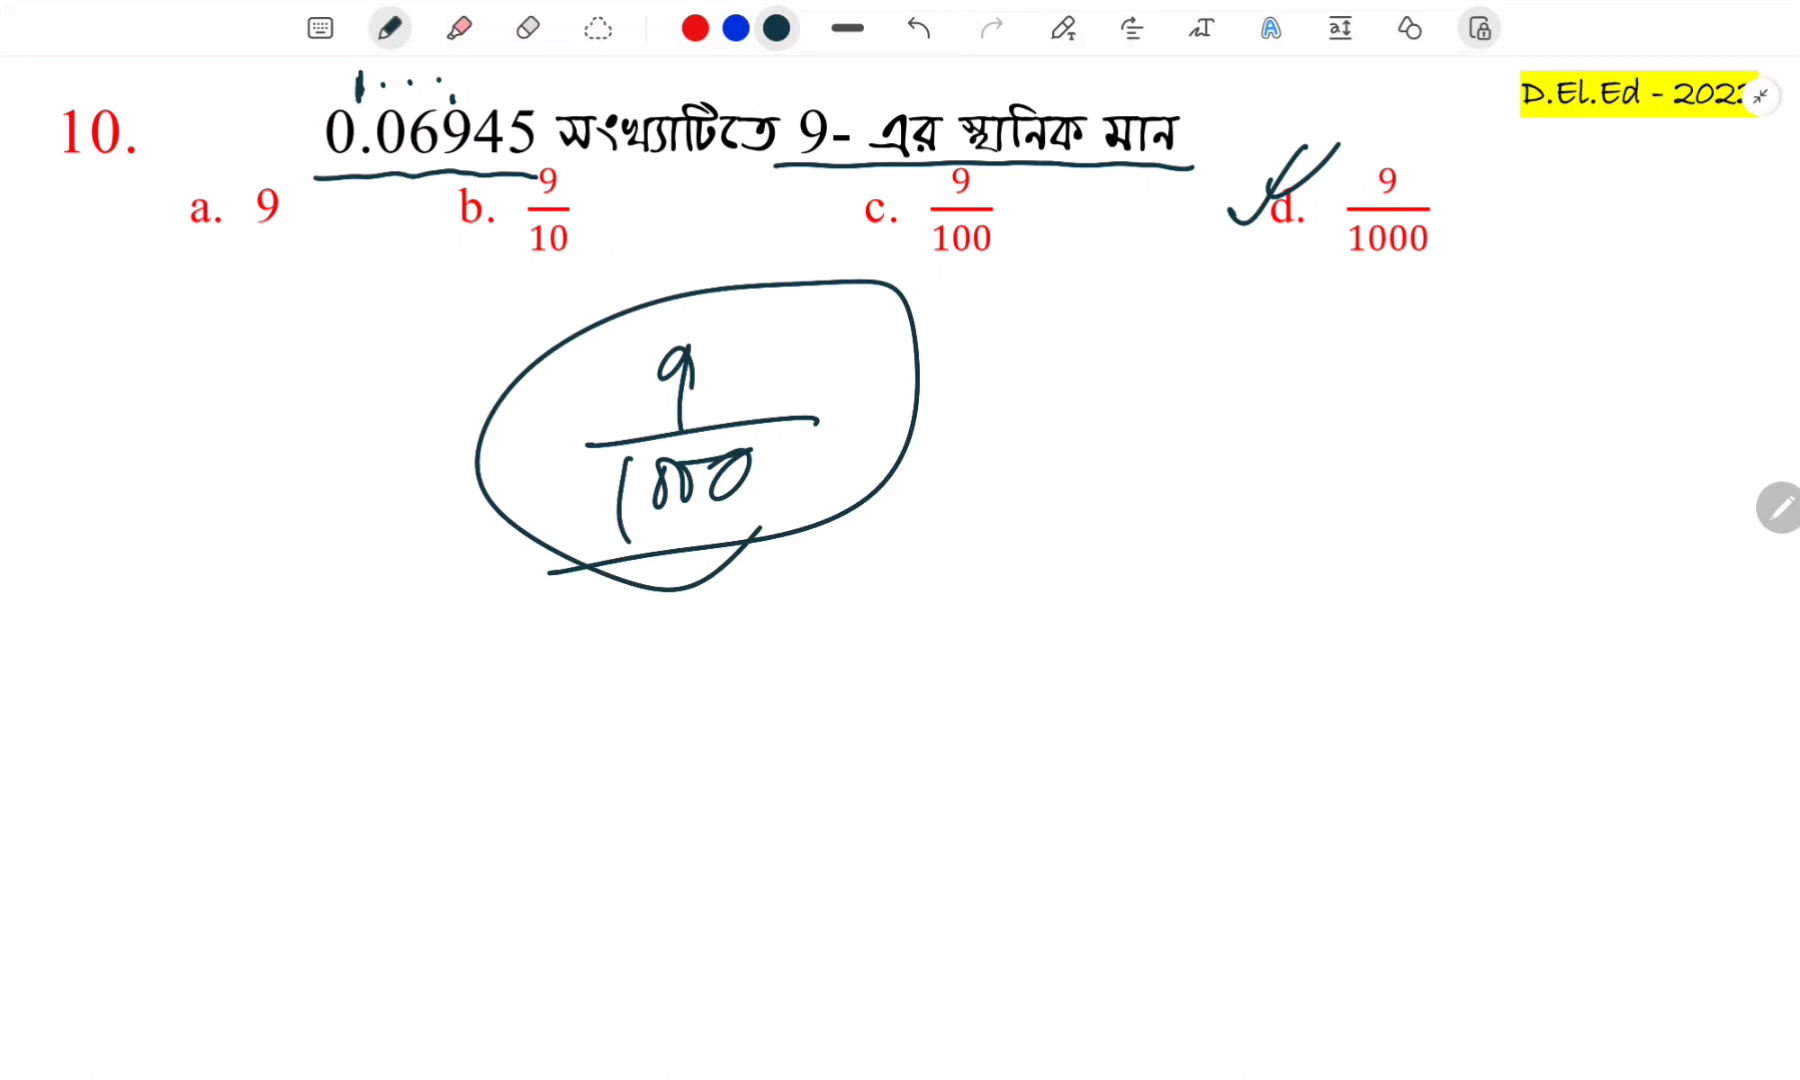 D.El.Ed - 202
10. 0.06945 সংখ্যাটিতে 9- এর স্থানিক মান
a. 9 b. 9/10 c. 9/100 d. 9/1000
9
1000